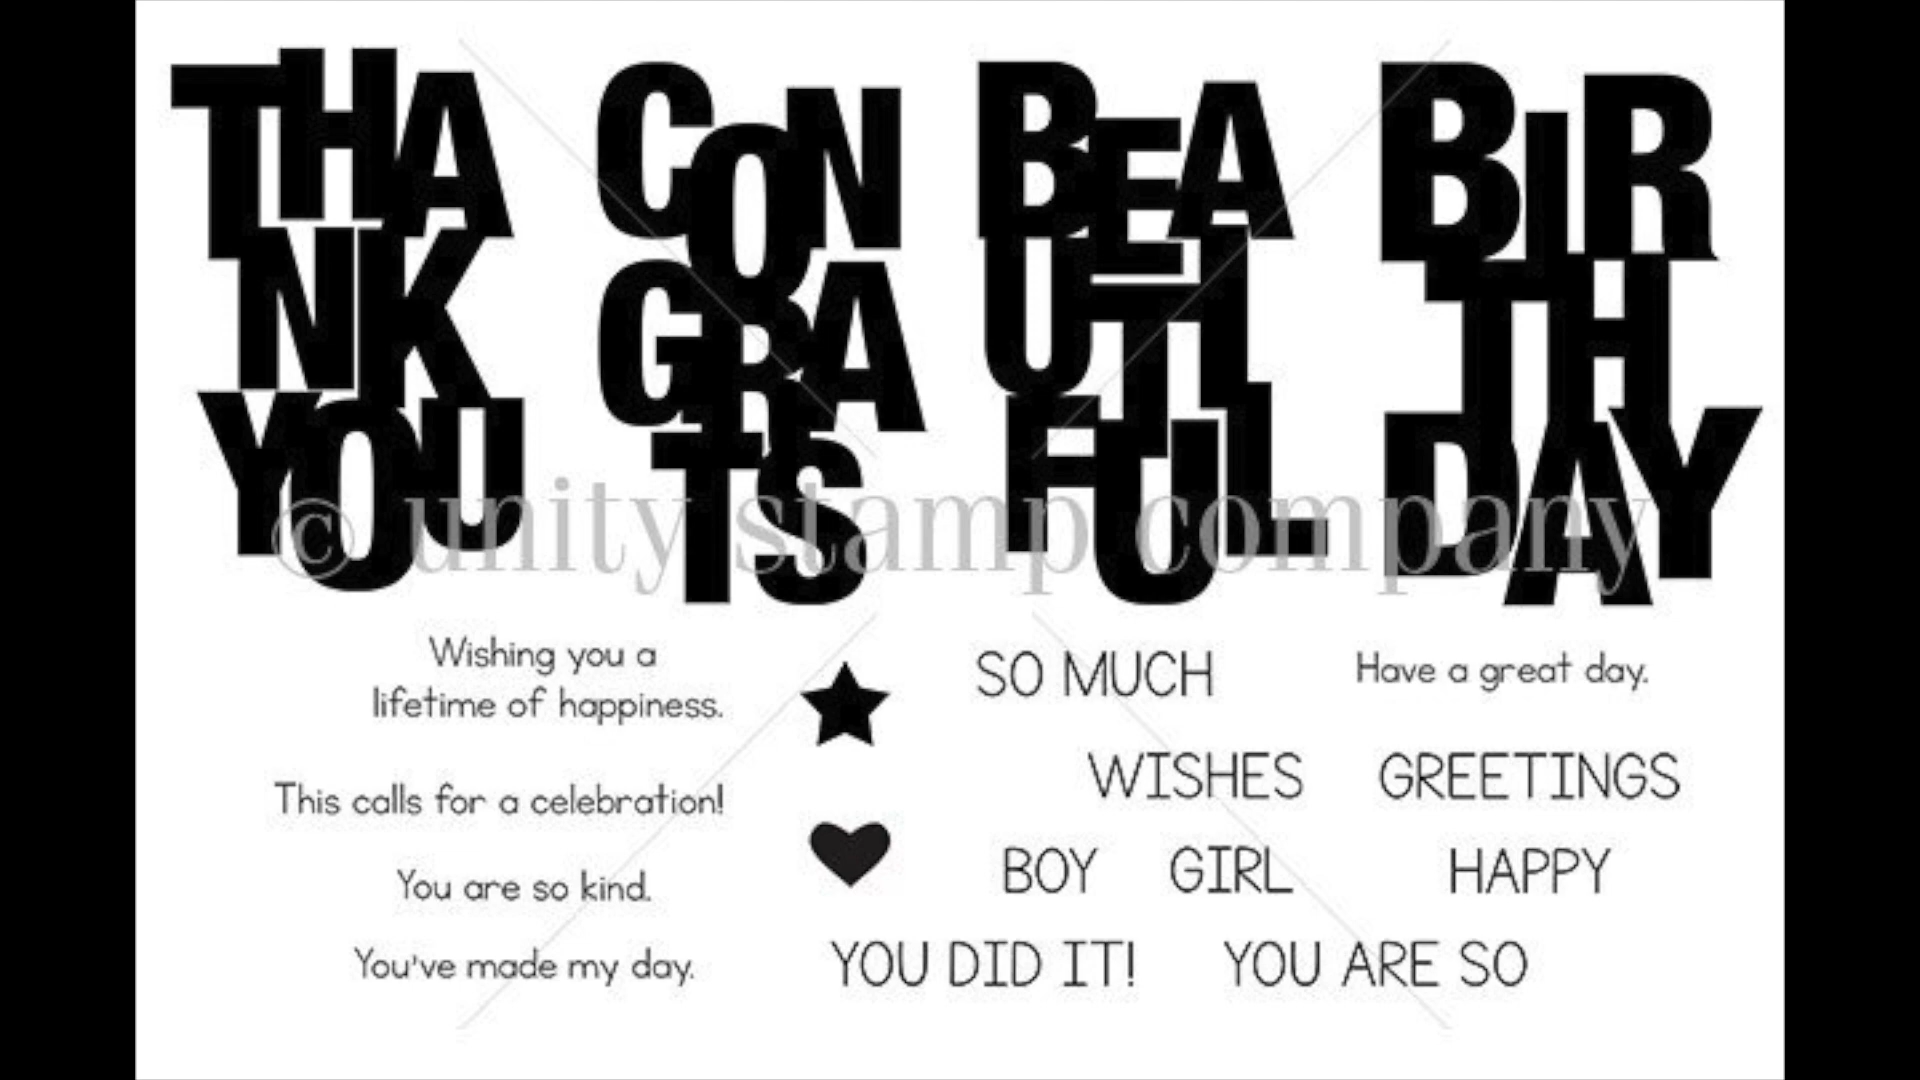 THA
NK
YOU
CON
GRA
TS
BEA
UTI
FUL
BIR
TH
DAY
© unity stamp company
Wishing you a
lifetime of happiness.
This calls for a celebration!
You are so kind.
You've made my day.
SO MUCH
Have a great day.
WISHES GREETINGS
BOY GIRL HAPPY
YOU DID IT! YOU ARE SO